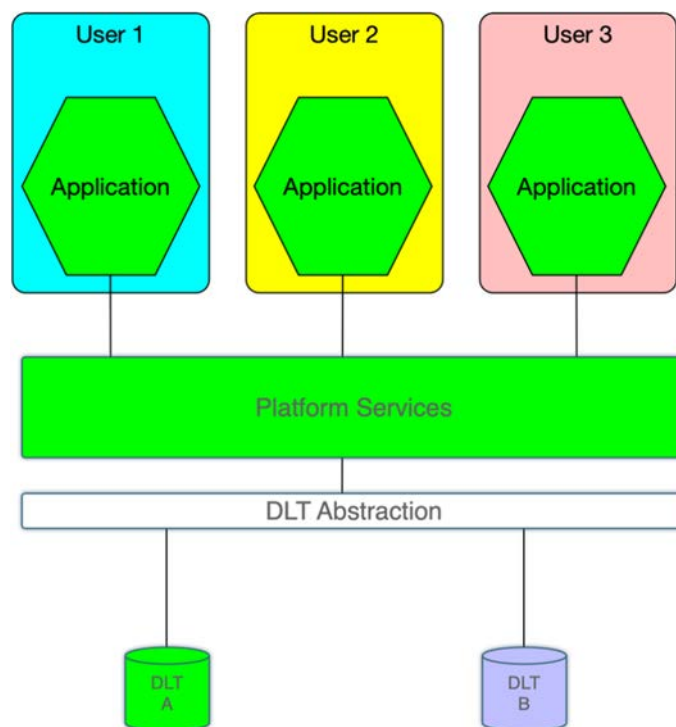 User 1
User 2
User 3
Application
Application
Application
Platform Services
DLT Abstraction
DLT
A
DLT
B